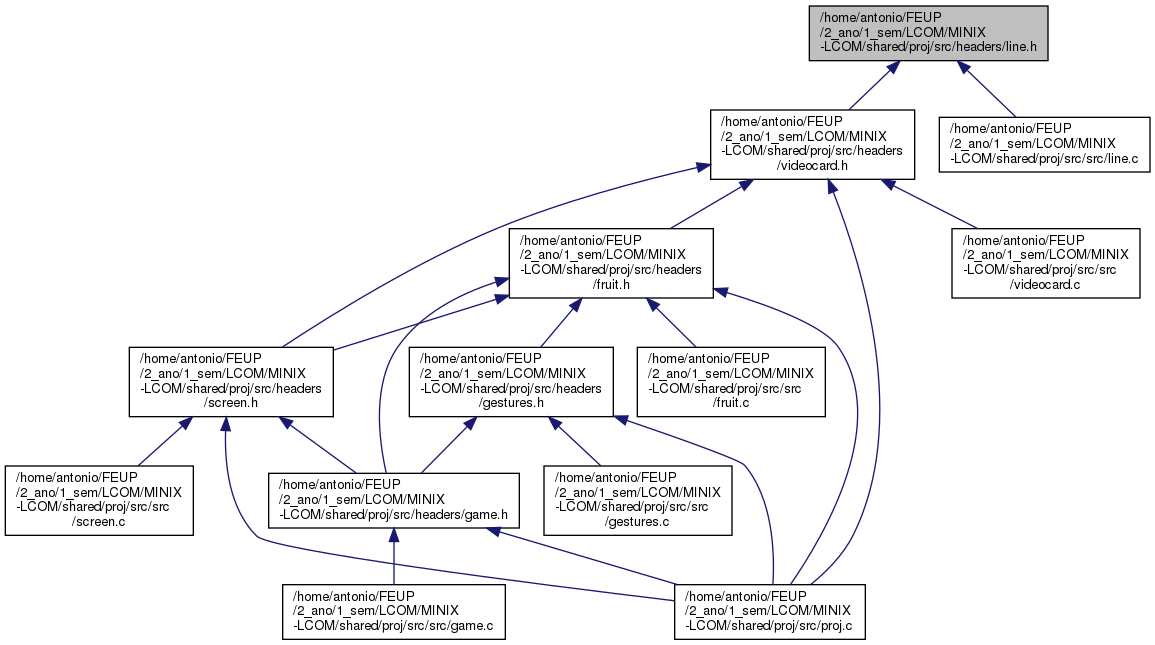 /home/antonio/FEUP
/2_ano/1_sem/LCOM/MINIX
-LCOM/shared/proj/src/headers/line.h
/home/antonio/FEUP
/2_ano/1_sem/LCOM/MINIX
-LCOM/shared/proj/src/headers
/videocard.h
/home/antonio/FEUP
/2_ano/1_sem/LCOM/MINIX
-LCOM/shared/proj/src/src/line.c
/home/antonio/FEUP
/2_ano/1_sem/LCOM/MINIX
-LCOM/shared/proj/src/headers
/fruit.h
/home/antonio/FEUP
/2_ano/1_sem/LCOM/MINIX
-LCOM/shared/proj/src/src
/videocard.c
/home/antonio/FEUP
/2_ano/1_sem/LCOM/MINIX
-LCOM/shared/proj/src/headers
/screen.h
/home/antonio/FEUP
/2_ano/1_sem/LCOM/MINIX
-LCOM/shared/proj/src/headers
/gestures.h
/home/antonio/FEUP
/2_ano/1_sem/LCOM/MINIX
-LCOM/shared/proj/src/src
/fruit.c
/home/antonio/FEUP
/2_ano/1_sem/LCOM/MINIX
-LCOM/shared/proj/src/src
/screen.c
/home/antonio/FEUP
/2_ano/1_sem/LCOM/MINIX
-LCOM/shared/proj/src/headers/game.h
/home/antonio/FEUP
/2_ano/1_sem/LCOM/MINIX
-LCOM/shared/proj/src/src
/gestures.c
/home/antonio/FEUP
/2_ano/1_sem/LCOM/MINIX
-LCOM/shared/proj/src/src/game.c
/home/antonio/FEUP
/2_ano/1_sem/LCOM/MINIX
-LCOM/shared/proj/src/proj.c